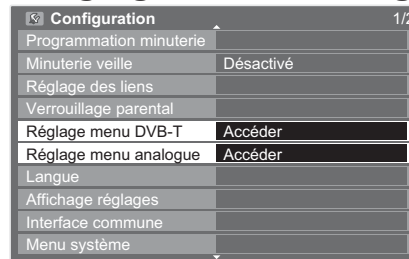 Configuration 1/2
Programmation minuterie
Minuterie veille Désactivé
Réglage des liens
Verrouillage parental
Réglage menu DVB-T Accéder
Réglage menu analogue Accéder
Langue
Affichage réglages
Interface commune
Menu système